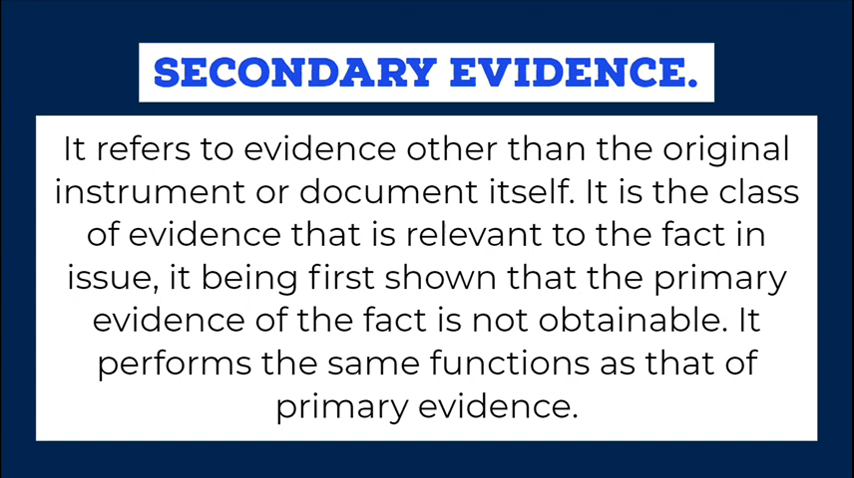 SECONDARY EVIDENCE.
It refers to evidence other than the original
instrument or document itself. It is the class
of evidence that is relevant to the fact in
issue, it being first shown that the primary
evidence of the fact is not obtainable. It
performs the same functions as that of
primary evidence.